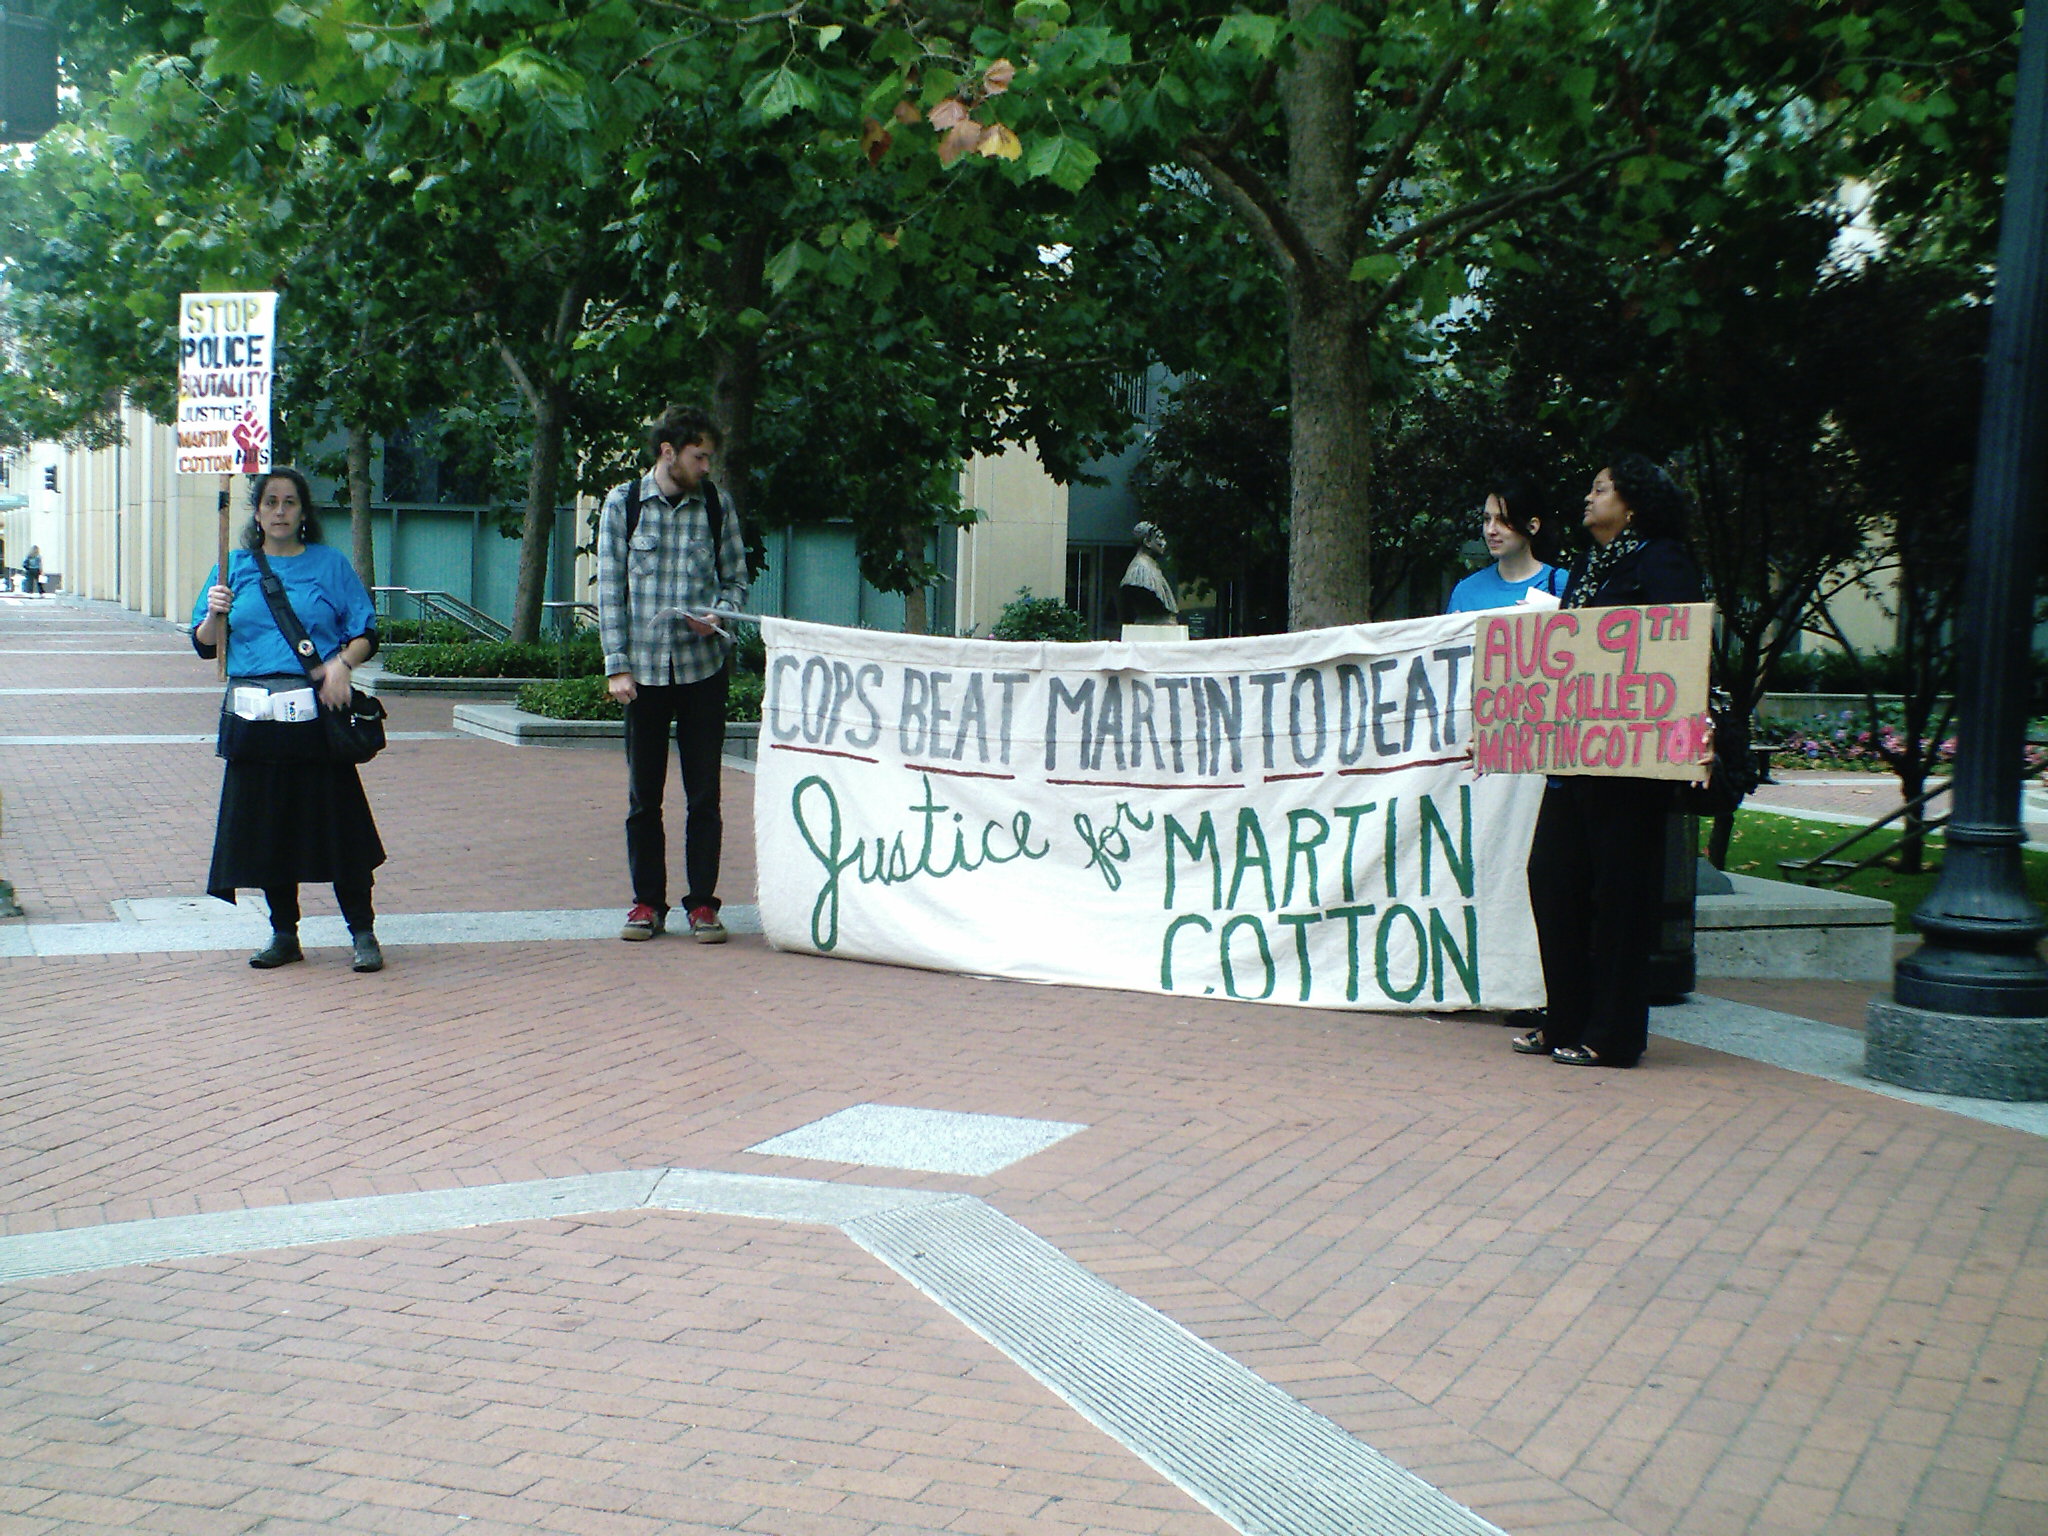 STOP
POLICE
BRUTALITY
JUSTICE
MARTIN
COTTON
COPS BEAT MARTIN TO DEAT
Justice for MARTIN
COTTON
AUG 9TH
COPS KILLED
MARTIN COTTON